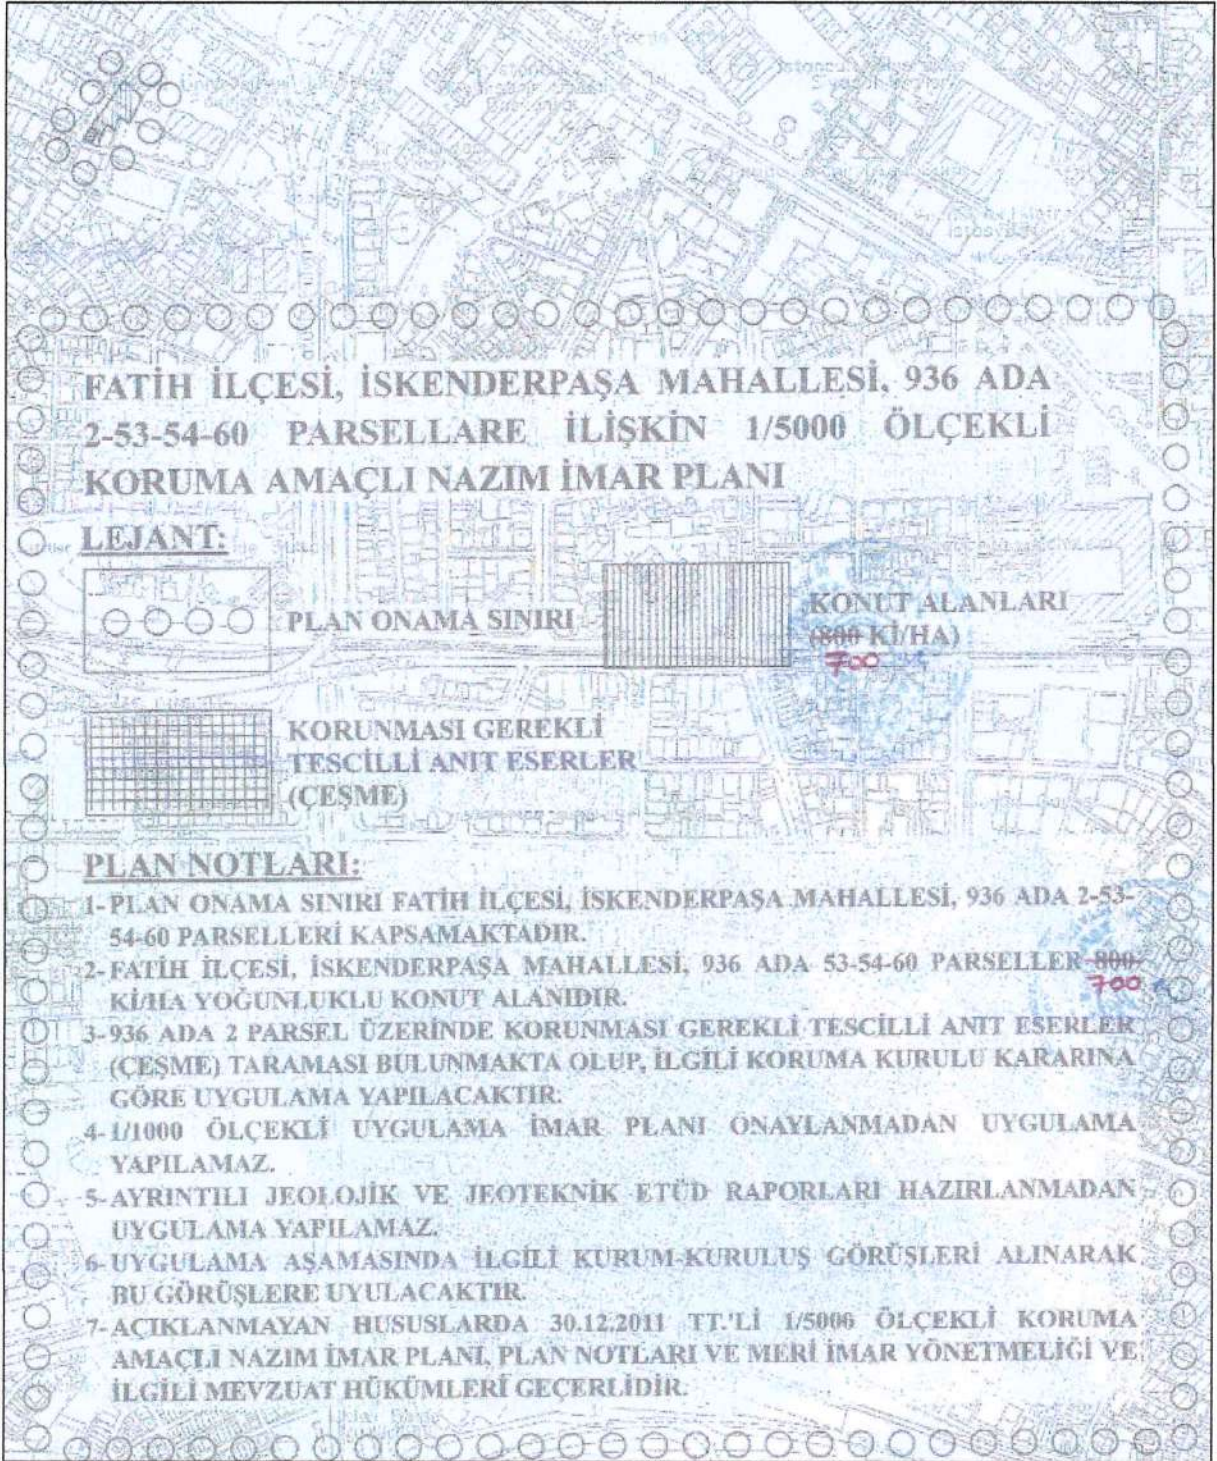 FATİH İLÇESİ, İSKENDERPAŞA MAHALLESİ, 936 ADA
2-53-54-60 PARSELLARE İLİŞKİN 1/5000 ÖLÇEKLİ
KORUMA AMAÇLI NAZIM İMAR PLANI
LEJANT:
PLAN ONAMA SINIRI
KONUT ALANLARI
(800 Kİ/HA)
700
KORUNMASI GEREKLİ
TESCİLLİ ANIT ESERLER
(ÇEŞME)
PLAN NOTLARI:
1- PLAN ONAMA SINIRI FATİH İLÇESİ, İSKENDERPAŞA MAHALLESİ, 936 ADA 2-53-
54-60 PARSELLERİ KAPSAMAKTADIR.
2- FATİH İLÇESİ, İSKENDERPAŞA MAHALLESİ, 936 ADA 53-54-60 PARSELLER 800
700
Kİ/HA YOĞUNLUKLU KONUT ALANIDIR.
3- 936 ADA 2 PARSEL ÜZERİNDE KORUNMASI GEREKLİ TESCİLLİ ANIT ESERLER
(ÇEŞME) TARAMASI BULUNMAKTA OLUP, İLGİLİ KORUMA KURULU KARARINA
GÖRE UYGULAMA YAPILACAKTIR.
4- 1/1000 ÖLÇEKLİ UYGULAMA İMAR PLANI ONAYLANMADAN UYGULAMA
YAPILAMAZ.
5- AYRINTILI JEOLOJİK VE JEOTEKNİK ETÜD RAPORLARI HAZIRLANMADAN
UYGULAMA YAPILAMAZ.
6- UYGULAMA AŞAMASINDA İLGİLİ KURUM-KURULUŞ GÖRÜŞLERİ ALINARAK
BU GÖRÜŞLERE UYULACAKTIR.
7- AÇIKLANMAYAN HUSUSLARDA 30.12.2011 TT.'Lİ 1/5000 ÖLÇEKLİ KORUMA
AMAÇLI NAZIM İMAR PLANI, PLAN NOTLARI VE MERİ İMAR YÖNETMELİĞİ VE
İLGİLİ MEVZUAT HÜKÜMLERİ GEÇERLİDİR.